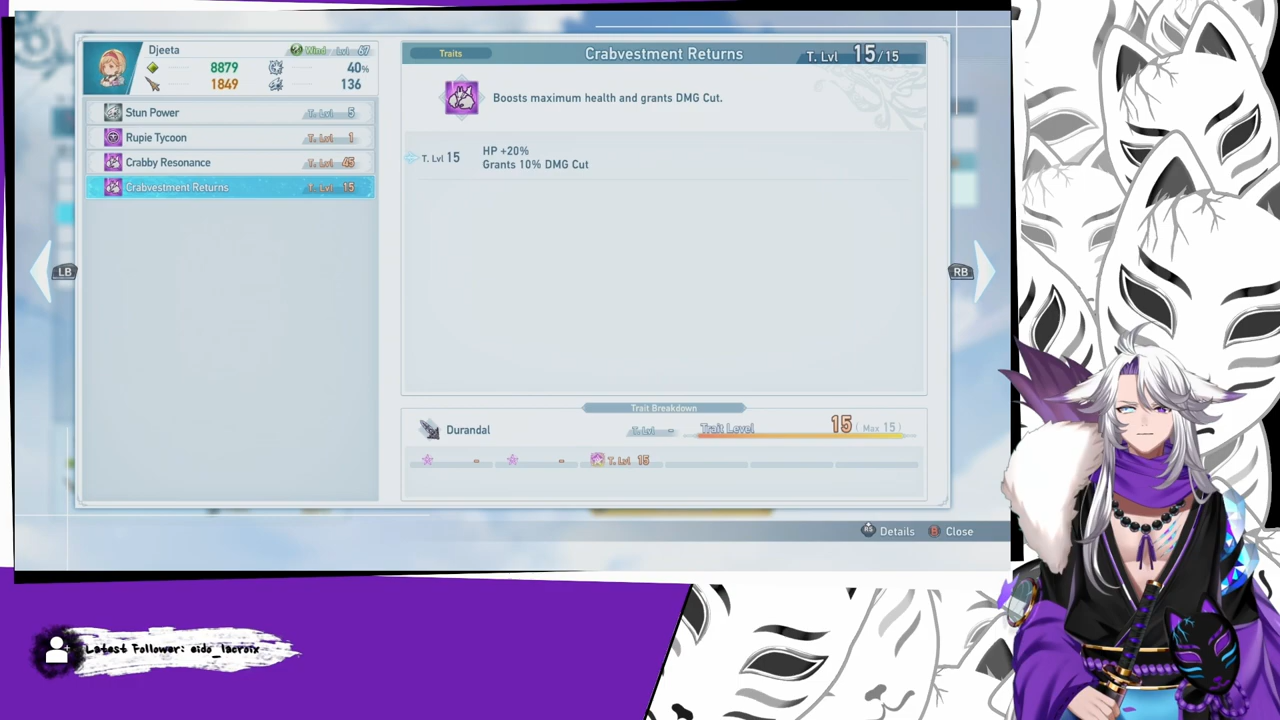 Djeeta
Wind Lvl 67
8879
40%
1849
136
Stun Power T. Lvl 5
Rupie Tycoon T. Lvl 1
Crabby Resonance T. Lvl 45
Crabvestment Returns T. Lvl 15
Traits
Crabvestment Returns
T. Lvl 15/15
Boosts maximum health and grants DMG Cut.
T. Lvl 15
HP +20%
Grants 10% DMG Cut
Trait Breakdown
Durandal
T. Lvl -
Trait Level 15 ( Max 15 )
- - T. Lvl 15
LB
RB
RS Details B Close
Latest Follower: eido_lacroix